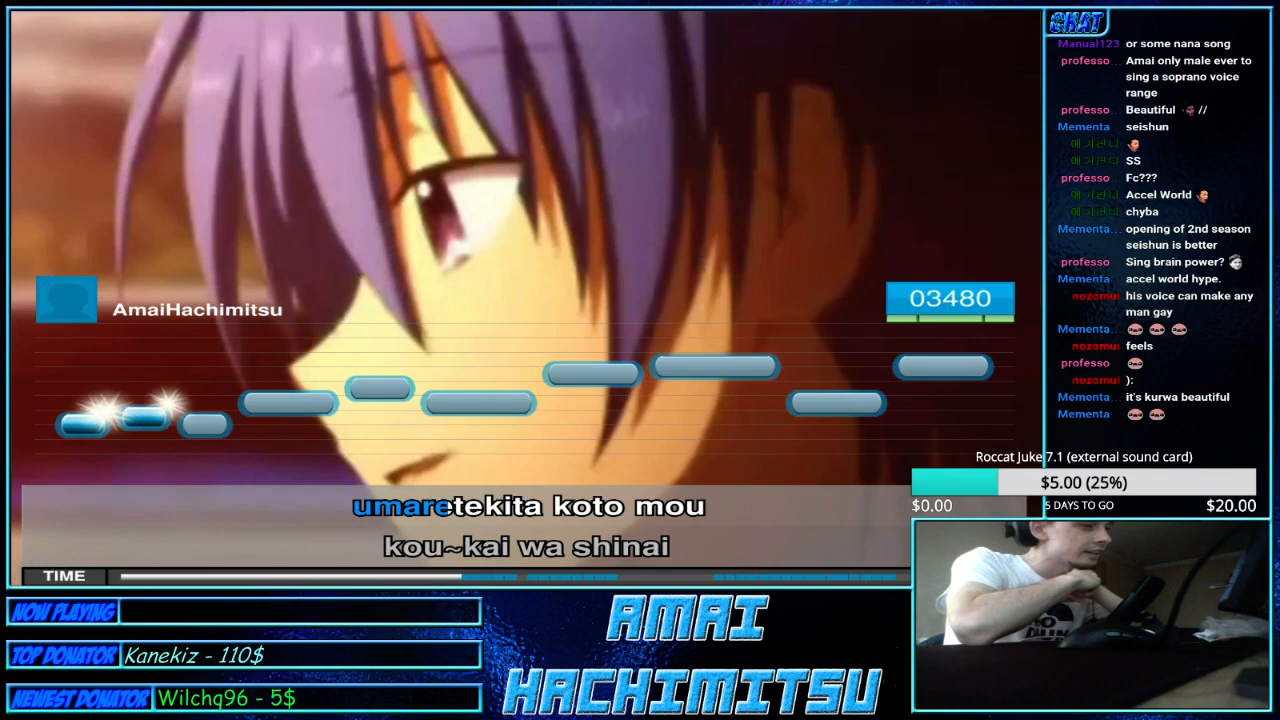 CHAT
Manual123 or some nana song
professo... Amai only male ever to
sing a soprano voice
range
professo... Beautiful //
Mementa... seishun
SS
professo... Fc???
Accel World
chyba
Mementa... opening of 2nd season
seishun is better
professo Sing brain power?
Mementa accel world hype.
nozomui his voice can make any
man gay
Mementa...
nozomui feels
professo
nozomui ):
Mementa... it's kurwa beautiful
Mementa
AmaiHachimitsu
03480
Roccat Juke 7.1 (external sound card)
$5.00 (25%)
$0.00
5 DAYS TO GO
$20.00
umaretekita koto mou
kou~kai wa shinai
TIME
NOW PLAYING
TOP DONATOR Kanekiz - 110$
NEWEST DONATOR Wilchq96 - 5$
AMAI
HACHIMITSU